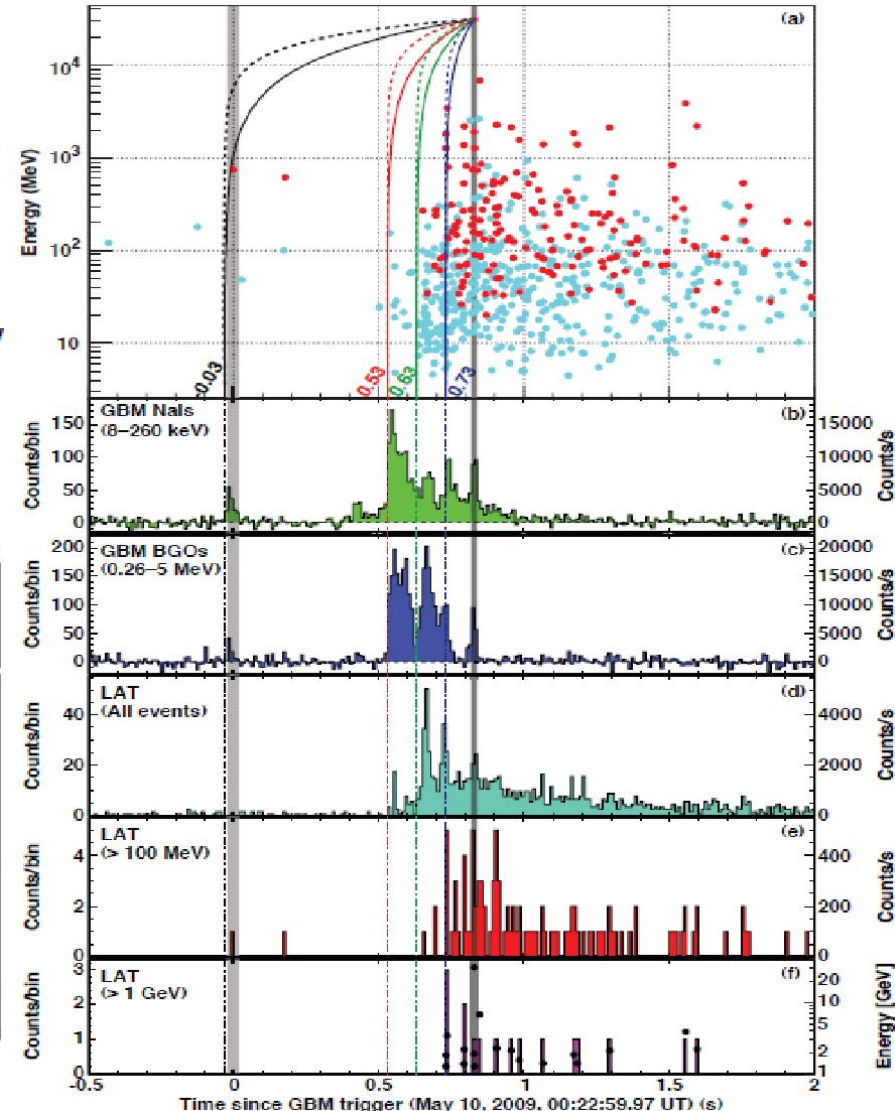 (a)
Energy (MeV)
10⁴
10³
10²
10
-0.03
0.53
0.63
0.73
GBM NaIs
(8–260 keV)
(b)
Counts/bin
150
100
50
0
15000
10000
5000
0
Counts/s
GBM BGOs
(0.26–5 MeV)
(c)
Counts/bin
200
150
100
50
0
20000
15000
10000
5000
0
Counts/s
LAT
(All events)
(d)
Counts/bin
40
20
0
4000
2000
0
Counts/s
LAT
(> 100 MeV)
(e)
Counts/bin
4
2
0
400
200
0
Counts/s
LAT
(> 1 GeV)
(f)
Counts/bin
3
2
1
0
20
10
5
2
1
Energy [GeV]
-0.5
0
0.5
1
1.5
2
Time since GBM trigger (May 10, 2009, 00:22:59.97 UT) (s)